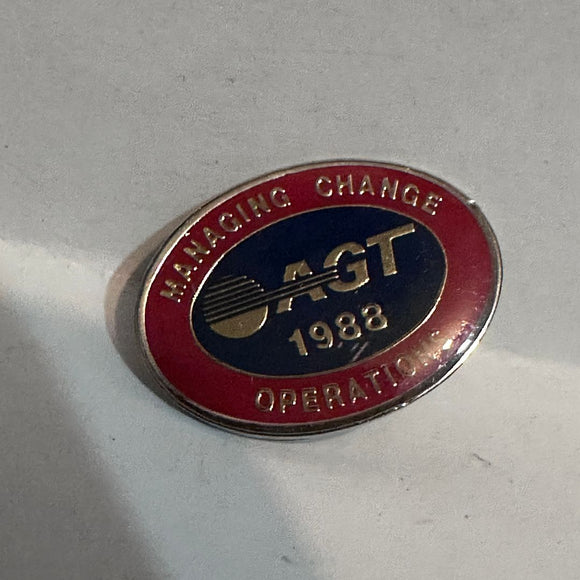 MANAGING CHANGE
AGT
1988
OPERATIONS